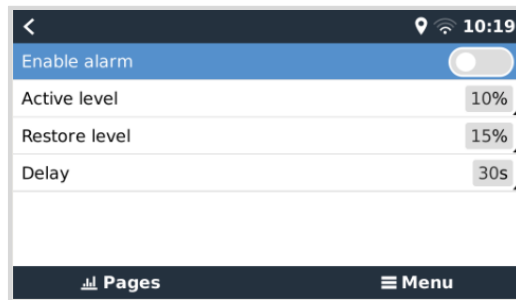 10:19
Enable alarm
Active level 10%
Restore level 15%
Delay 30s
Pages Menu